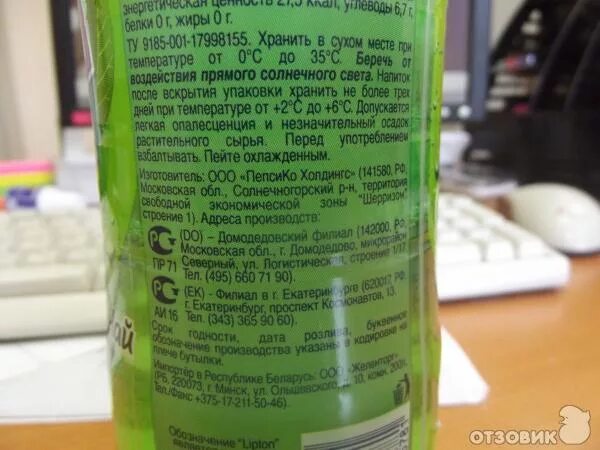 энергетическая ценность 27,5 ккал, углеводы 6,7 г,
белки 0 г, жиры 0 г.
ТУ 9185-001-17998155. Хранить в сухом месте при
температуре от 0°С до 35°С. Беречь от
воздействия прямого солнечного света. Напиток
после вскрытия упаковки хранить не более трех
дней при температуре от +2°С до +6°С. Допускается
легкая опалесценция и незначительный осадок
растительного сырья. Перед употреблением
взбалтывать. Пейте охлажденным.
Изготовитель: ООО «ПепсиКо Холдингс» (141580, РФ,
Московская обл., Солнечногорский р-н, территория
свободной экономической зоны "Шерризон",
строение 1). Адреса производств:
(DO) - Домодедовский филиал (142000, РФ,
Московская обл., г. Домодедово, микрорайон
Северный, ул. Логистическая, строение 1/17
ПР 71 Тел. (495) 660 71 90).
(EK) - Филиал в г. Екатеринбурге (620017, РФ,
г. Екатеринбург, проспект Космонавтов, 13,
АИ 16 Тел. (343) 365 90 60).
Срок годности, дата розлива, буквенное
обозначение производства указаны в кодировке на
плече бутылки.
Импортёр в Республике Беларусь: ООО «Желенторг»
(РБ, 220073, г. Минск, ул. Ольшевского, д. 10, комн.
Тел./Факс +375-17-211-50-46).
Обозначение "Lipton"
является
ай
ОТЗОВИК